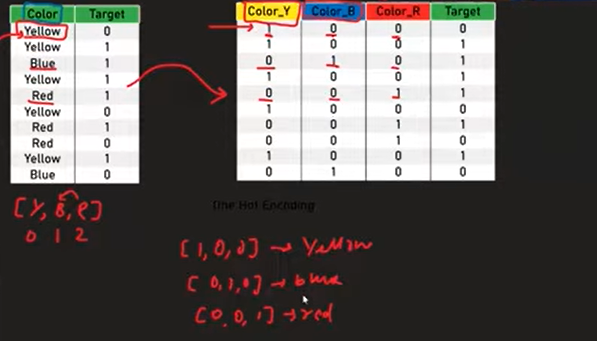 Color Target
Yellow 0
Yellow 1
Blue 1
Yellow 1
Red 1
Yellow 0
Red 1
Red 0
Yellow 1
Blue 0
Color_Y Color_B Color_R Target
1 0 0 0
1 0 0 1
0 1 0 1
1 0 0 1
0 0 1 1
1 0 0 0
0 0 1 1
0 0 1 0
1 0 0 1
0 1 0 0
[Y, B, R]
0 1 2
One Hot Encoding
[1, 0, 0] → Yellow
[0, 1, 0] → blue
[0, 0, 1] → red